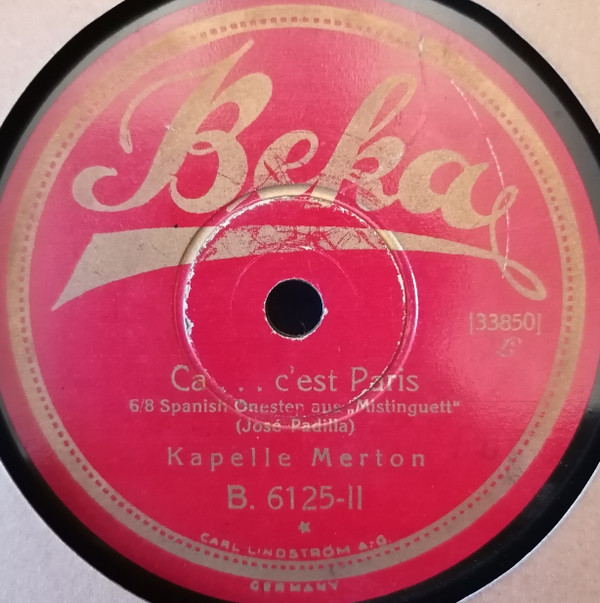 Beka
[33850]
L
Ca . . . c'est Paris
6/8 Spanish Onestep aus „Mistinguett“
(José Padilla)
Kapelle Merton
B. 6125-II
CARL LINDSTRÖM A.-G.
GERMANY